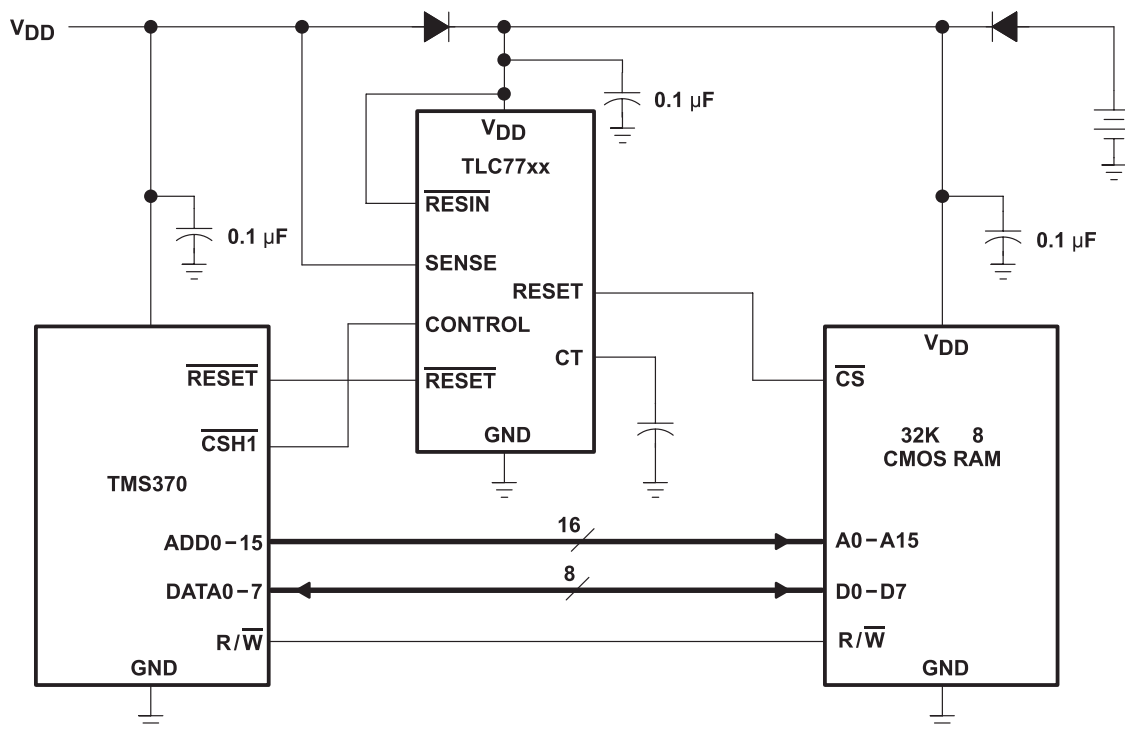 VDD
0.1 µF
VDD
TLC77xx
RESIN
0.1 µF
0.1 µF
SENSE
RESET
CONTROL
VDD
CT
RESET
RESET
CS
CSH1
GND
32K 8
CMOS RAM
TMS370
16
ADD0–15
A0–A15
8
DATA0–7
D0–D7
R/W
R/W
GND
GND